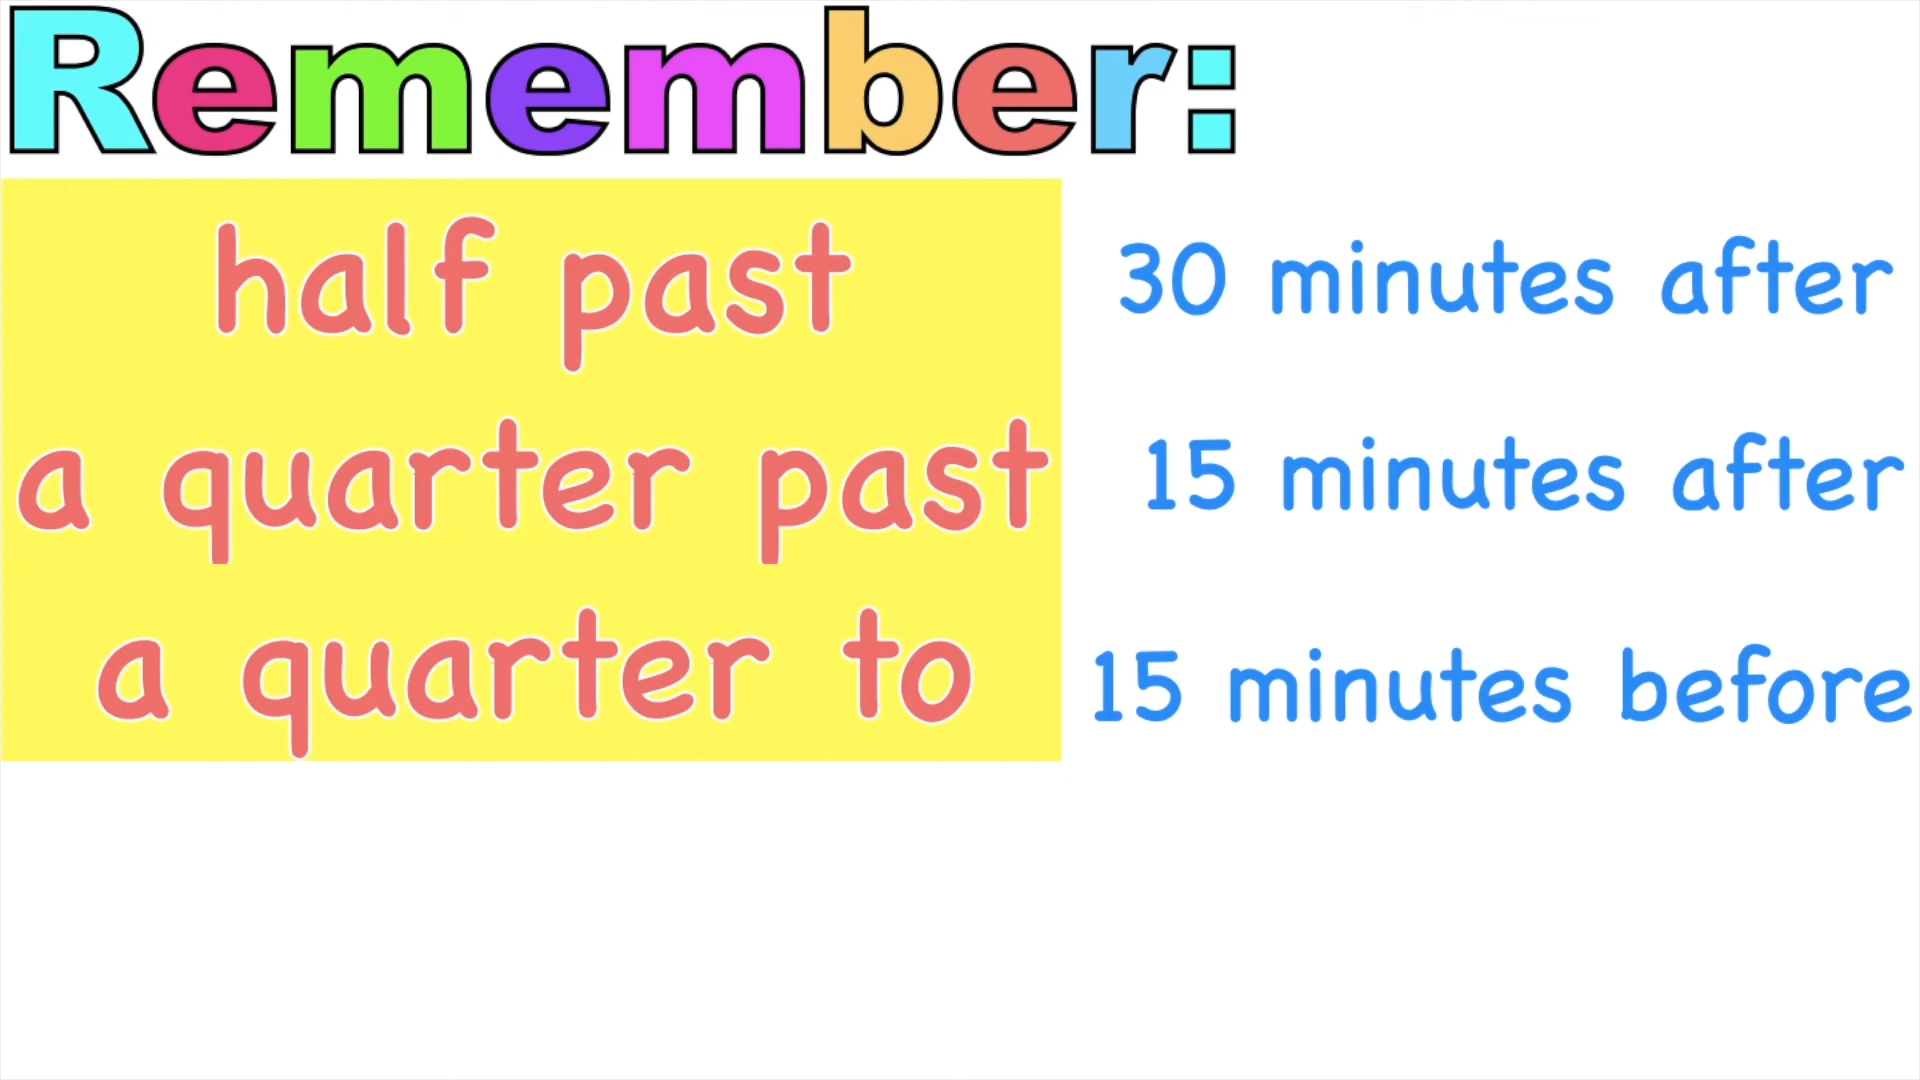 Remember:
half past 30 minutes after
a quarter past 15 minutes after
a quarter to 15 minutes before